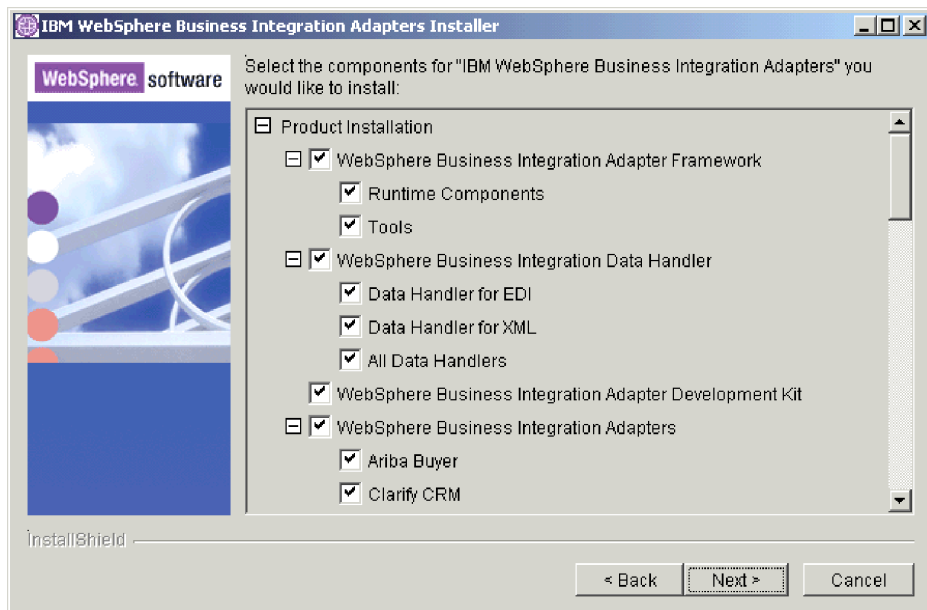 IBM WebSphere Business Integration Adapters Installer
WebSphere software
Select the components for "IBM WebSphere Business Integration Adapters" you
would like to install:
Product Installation
WebSphere Business Integration Adapter Framework
Runtime Components
Tools
WebSphere Business Integration Data Handler
Data Handler for EDI
Data Handler for XML
All Data Handlers
WebSphere Business Integration Adapter Development Kit
WebSphere Business Integration Adapters
Ariba Buyer
Clarify CRM
InstallShield
< Back
Next >
Cancel